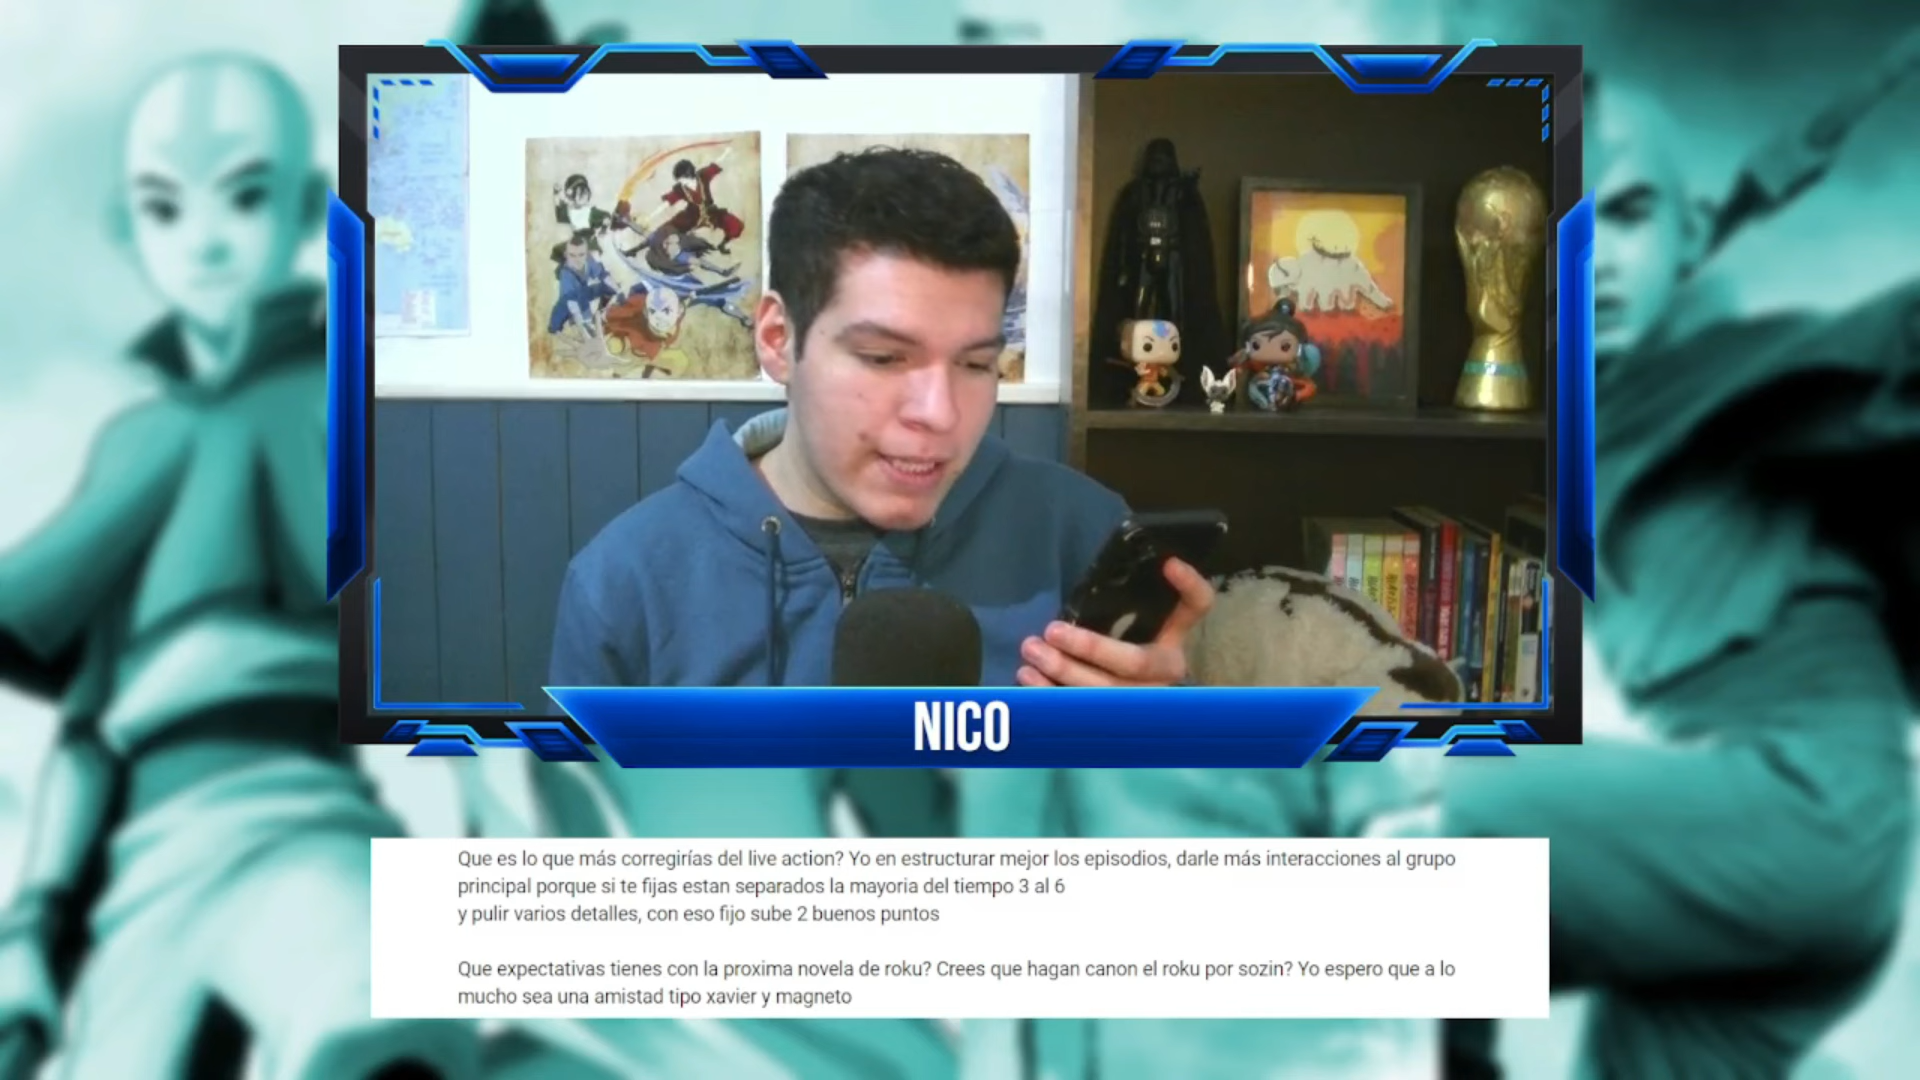 NICO
Que es lo que más corregirías del live action? Yo en estructurar mejor los episodios, darle más interacciones al grupo
principal porque si te fijas estan separados la mayoria del tiempo 3 al 6
y pulir varios detalles, con eso fijo sube 2 buenos puntos
Que expectativas tienes con la proxima novela de roku? Crees que hagan canon el roku por sozin? Yo espero que a lo
mucho sea una amistad tipo xavier y magneto